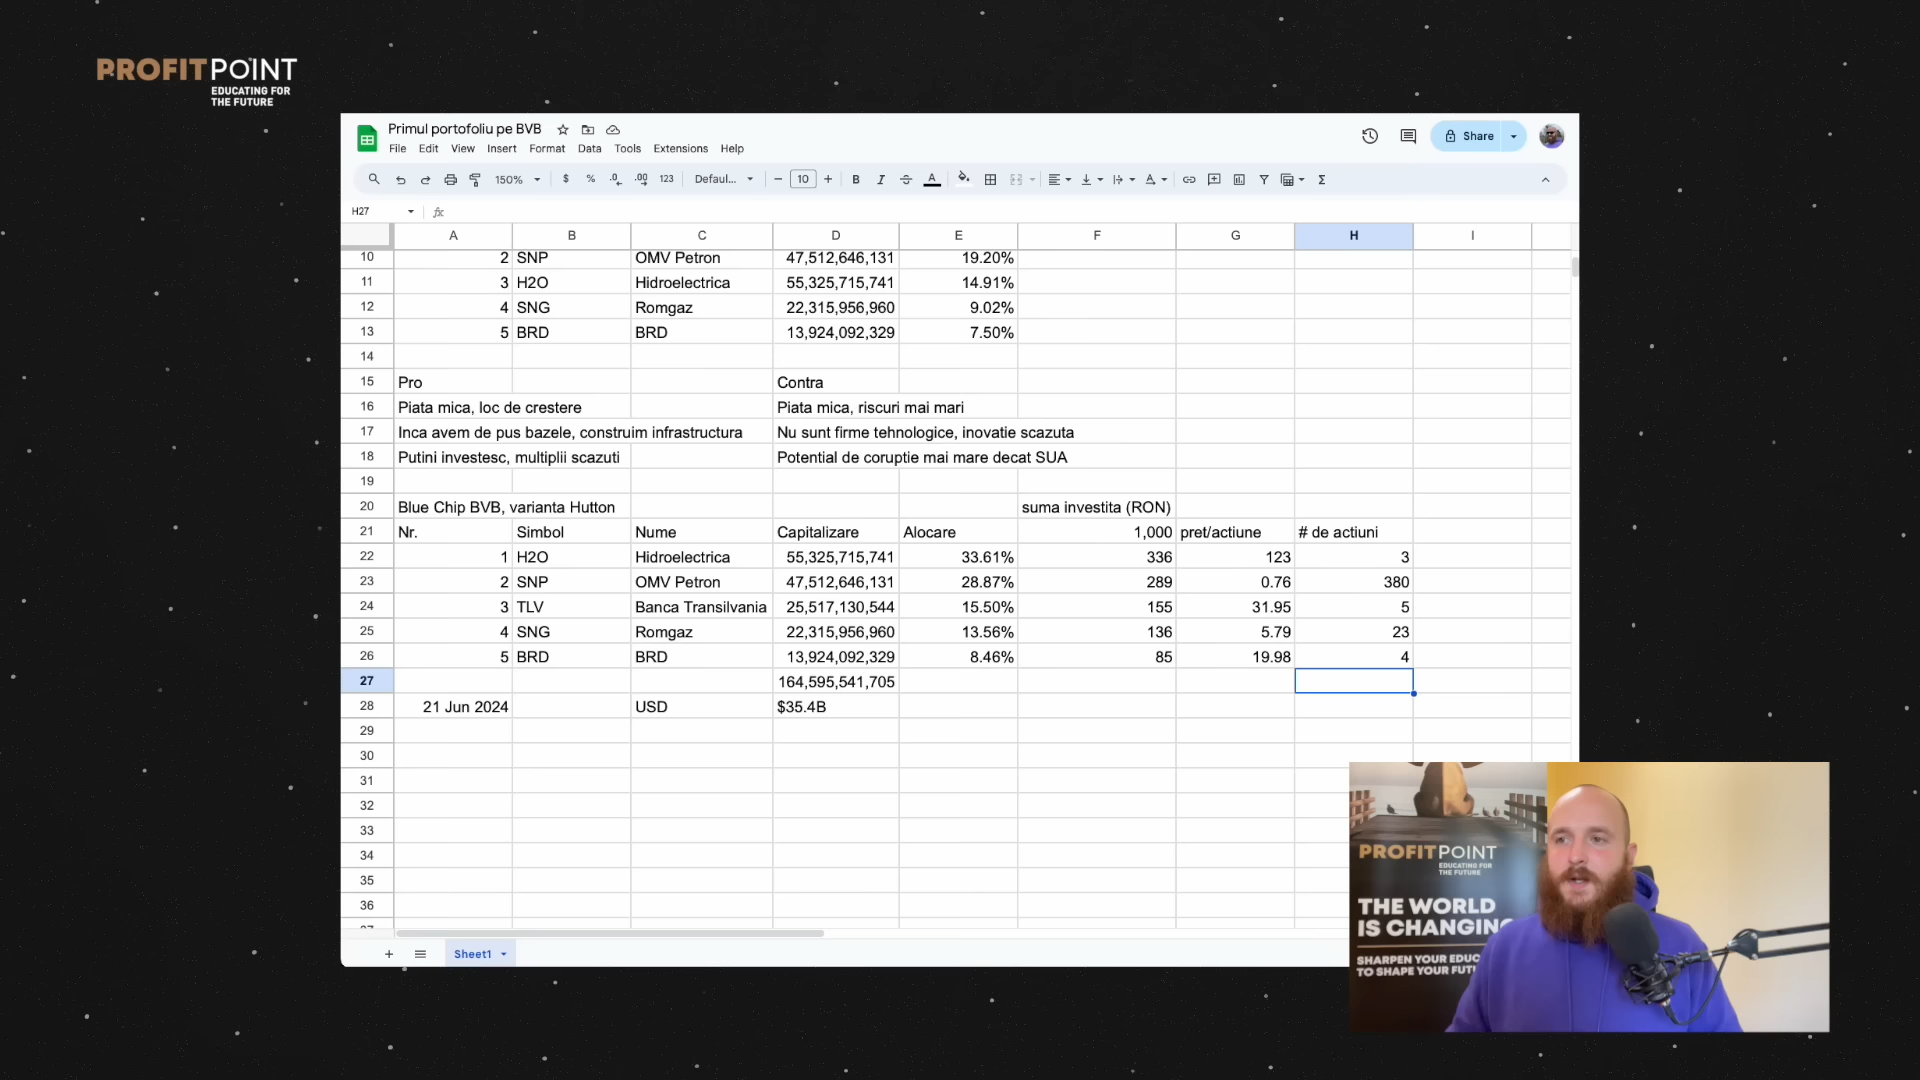 PROFITPOINT
EDUCATING FOR
THE FUTURE
Primul portofoliu pe BVB
File Edit View Insert Format Data Tools Extensions Help
Share
150% $ % .0 .00 123 Defaul... 10 B I A
H27 fx
A B C D E F G H I
10 2 SNP OMV Petron 47,512,646,131 19.20%
11 3 H2O Hidroelectrica 55,325,715,741 14.91%
12 4 SNG Romgaz 22,315,956,960 9.02%
13 5 BRD BRD 13,924,092,329 7.50%
14
15 Pro Contra
16 Piata mica, loc de crestere Piata mica, riscuri mai mari
17 Inca avem de pus bazele, construim infrastructura Nu sunt firme tehnologice, inovatie scazuta
18 Putini investesc, multiplii scazuti Potential de coruptie mai mare decat SUA
19
20 Blue Chip BVB, varianta Hutton suma investita (RON)
21 Nr. Simbol Nume Capitalizare Alocare 1,000 pret/actiune # de actiuni
22 1 H2O Hidroelectrica 55,325,715,741 33.61% 336 123 3
23 2 SNP OMV Petron 47,512,646,131 28.87% 289 0.76 380
24 3 TLV Banca Transilvania 25,517,130,544 15.50% 155 31.95 5
25 4 SNG Romgaz 22,315,956,960 13.56% 136 5.79 23
26 5 BRD BRD 13,924,092,329 8.46% 85 19.98 4
27 164,595,541,705
28 21 Jun 2024 USD $35.4B
29
30
31
32
33
34
35
36
Sheet1
PROFITPOINT
EDUCATING FOR
THE FUTURE
THE WORLD
IS CHANGING
SHARPEN YOUR
TO SHAPE YOUR